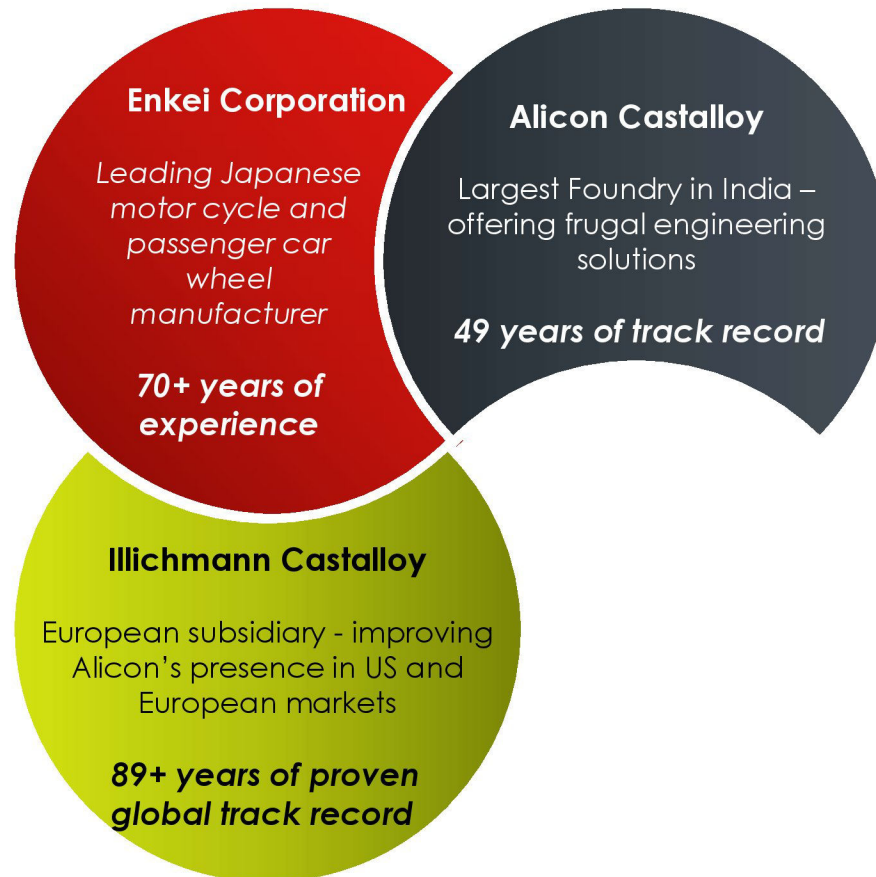 Enkei Corporation
Leading Japanese
motor cycle and
passenger car
wheel
manufacturer
70+ years of
experience
Alicon Castalloy
Largest Foundry in India –
offering frugal engineering
solutions
49 years of track record
Illichmann Castalloy
European subsidiary - improving
Alicon’s presence in US and
European markets
89+ years of proven
global track record